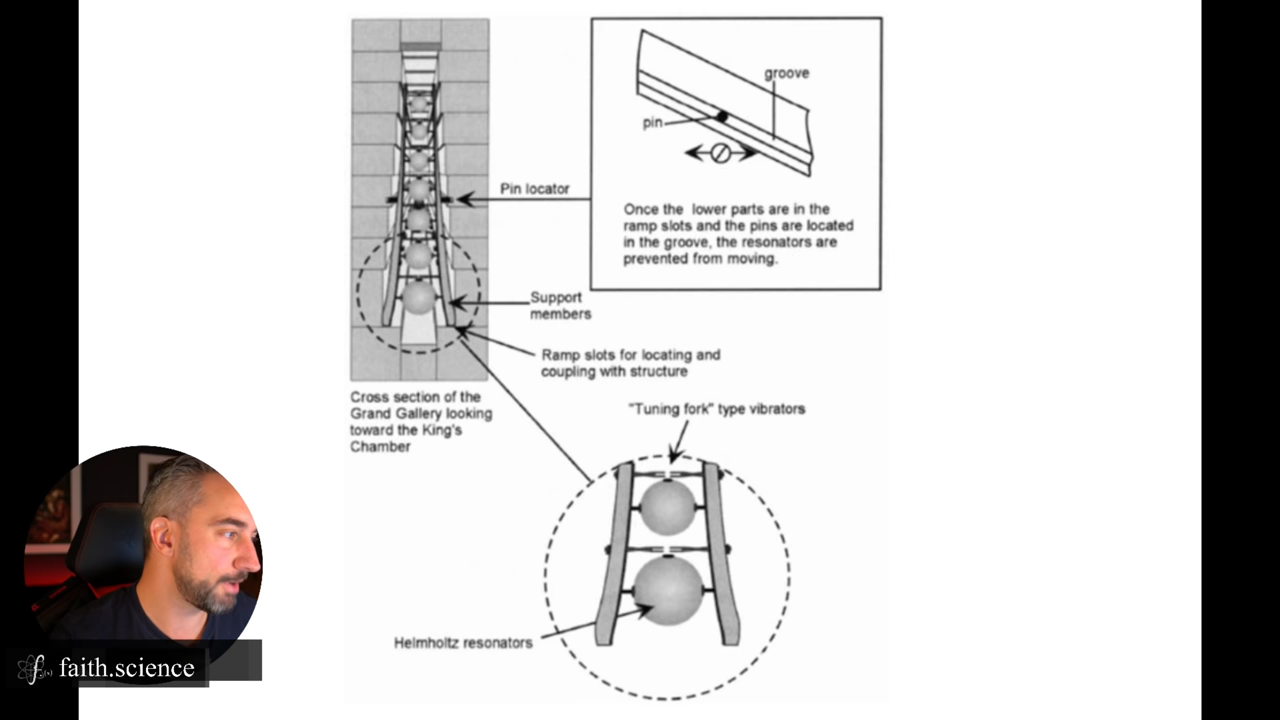 groove
pin
Pin locator
Once the lower parts are in the
ramp slots and the pins are located
in the groove, the resonators are
prevented from moving.
Support
members
Ramp slots for locating and
coupling with structure
Cross section of the
Grand Gallery looking
toward the King's
Chamber
"Tuning fork" type vibrators
Helmholtz resonators
faith.science